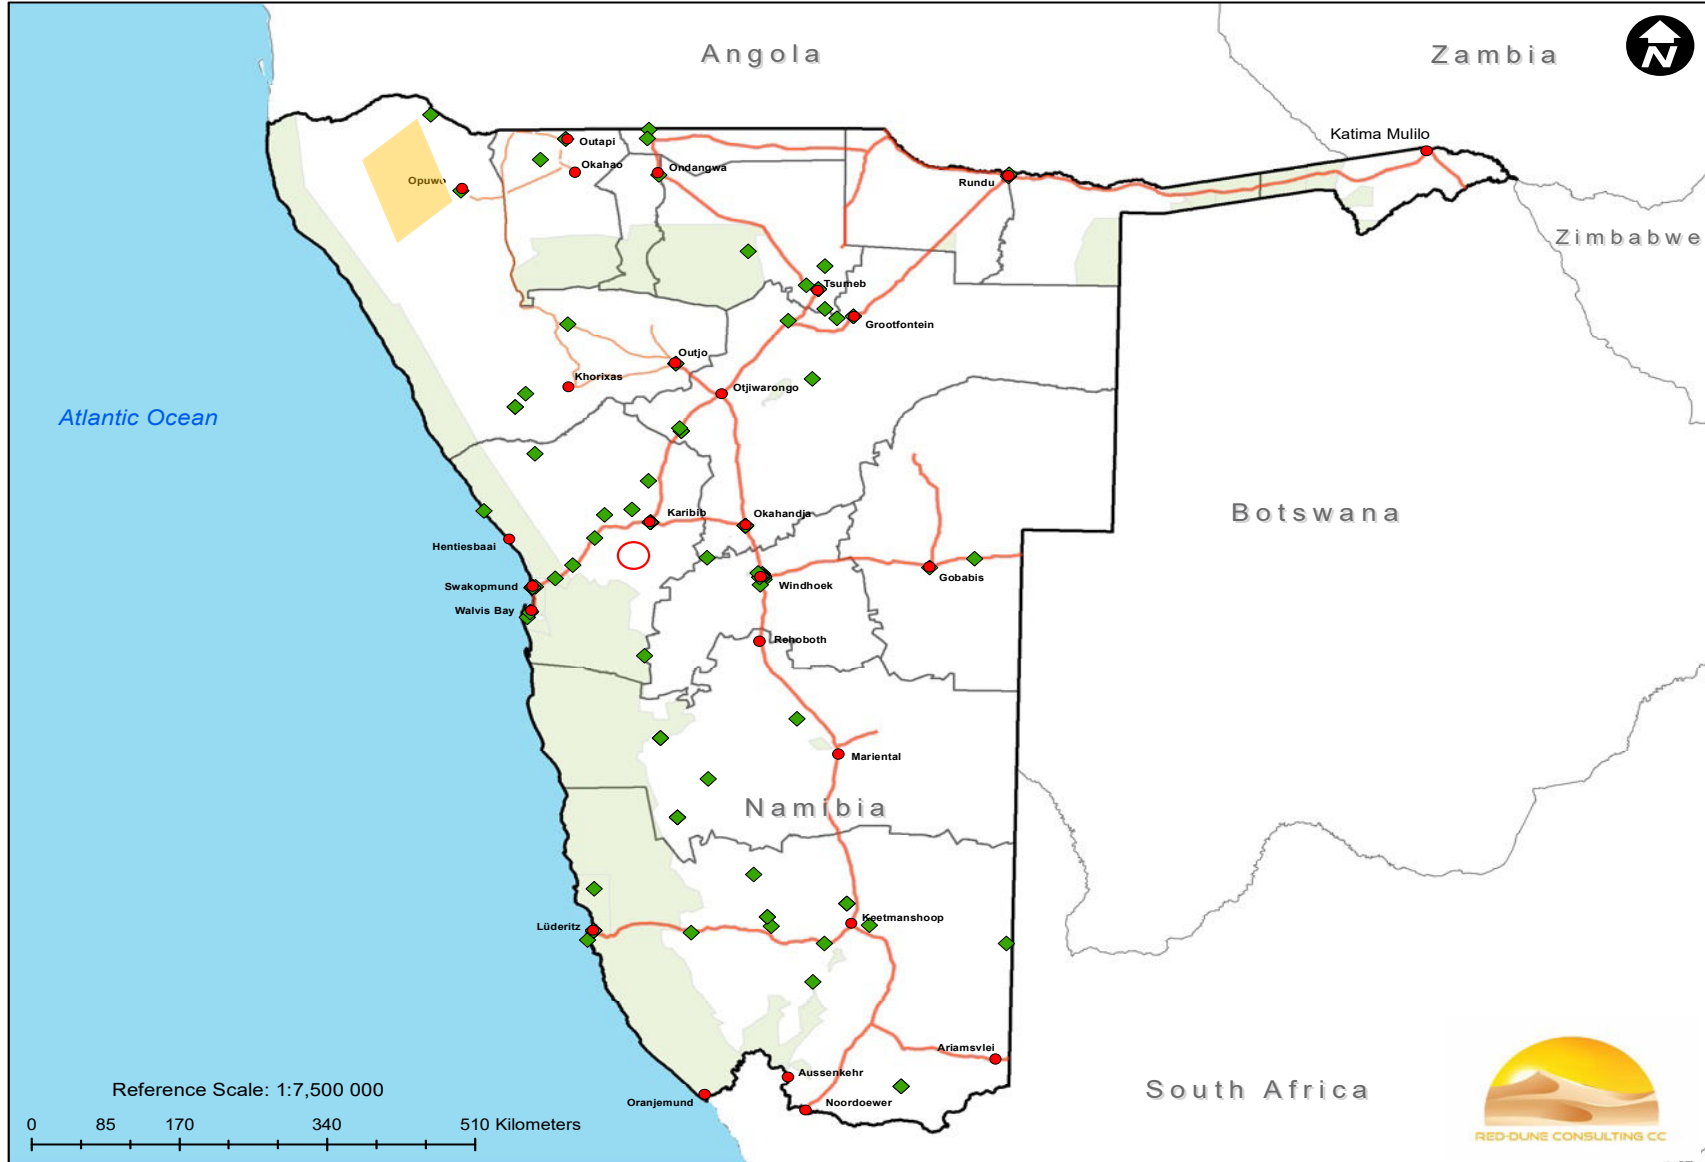 Angola
Zambia
N
Katima Mulilo
Outapi
Okahao
Ondangwa
Opuwo
Rundu
Zimbabwe
Tsumeb
Grootfontein
Outjo
Khorixas
Otjiwarongo
Atlantic Ocean
Karibib
Okahandja
Botswana
Hentiesbaai
Swakopmund
Windhoek
Gobabis
Walvis Bay
Rehoboth
Mariental
Namibia
Keetmanshoop
Lüderitz
Ariamsvlei
Aussenkehr
Oranjemund
Noordoewer
South Africa
Reference Scale: 1:7,500 000
0 85 170 340 510 Kilometers
RED-DUNE CONSULTING CC